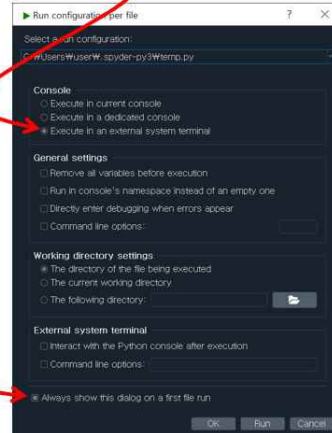 Run configuration per file
? ×
Select a run configuration:
C:₩Users₩user₩.spyder-py3₩temp.py
Console
Execute in current console
Execute in a dedicated console
Execute in an external system terminal
General settings
Remove all variables before execution
Run in console's namespace instead of an empty one
Directly enter debugging when errors appear
Command line options:
Working directory settings
The directory of the file being executed
The current working directory
The following directory:
External system terminal
Interact with the Python console after execution
Command line options:
Always show this dialog on a first file run
OK Run Cancel